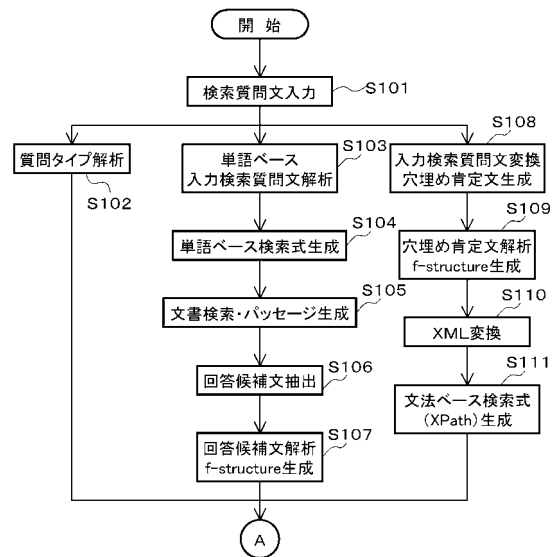 開 始
検索質問文入力
S101
質問タイプ解析
S102
単語ベース
入力検索質問文解析
S103
単語ベース検索式生成
S104
文書検索・パッセージ生成
S105
回答候補文抽出
S106
回答候補文解析
f-structure生成
S107
入力検索質問文変換
穴埋め肯定文生成
S108
穴埋め肯定文解析
f-structure生成
S109
XML変換
S110
文法ベース検索式
(XPath)生成
S111
A